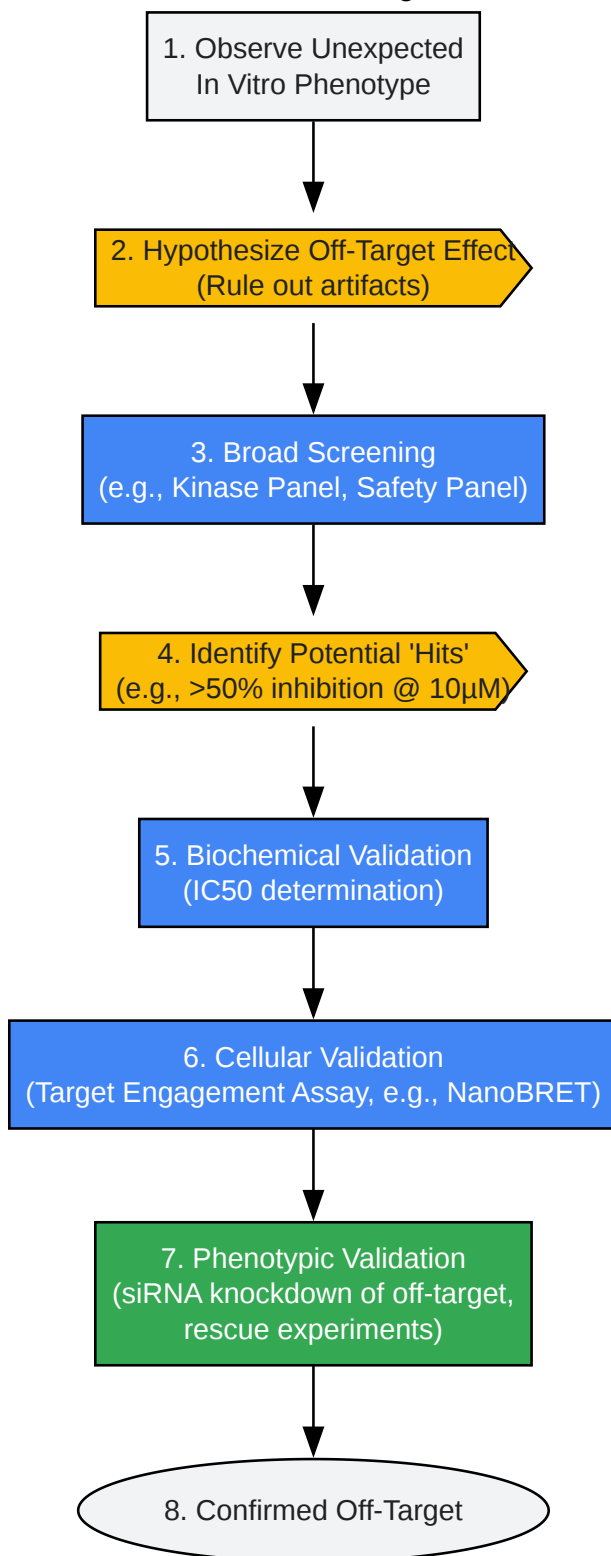 1. Observe Unexpected
In Vitro Phenotype
2. Hypothesize Off-Target Effect
(Rule out artifacts)
3. Broad Screening
(e.g., Kinase Panel, Safety Panel)
4. Identify Potential 'Hits'
(e.g., >50% inhibition @ 10µM)
5. Biochemical Validation
(IC50 determination)
6. Cellular Validation
(Target Engagement Assay, e.g., NanoBRET)
7. Phenotypic Validation
(siRNA knockdown of off-target,
rescue experiments)
8. Confirmed Off-Target